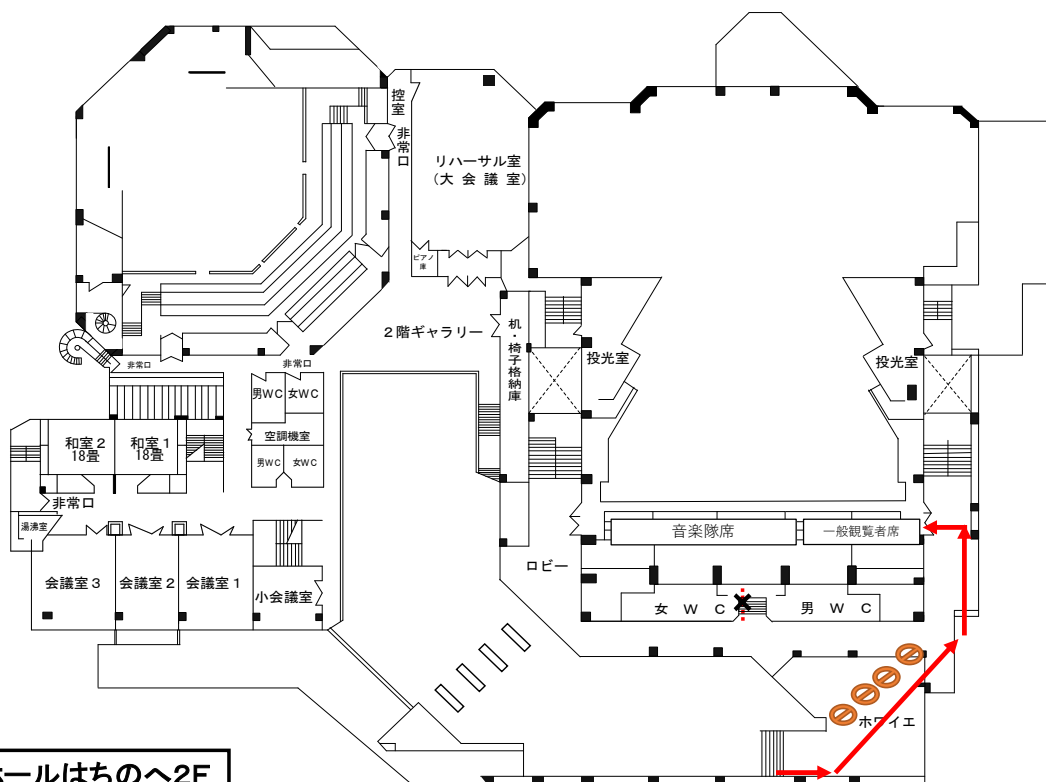 控室
非常口
リハーサル室
(大会議室)
ピアノ
庫
2階ギャラリー
机・椅子格納庫
投光室
投光室
非常口
非常口
男WC
女WC
空調機室
男WC
女WC
和室2
18畳
和室1
18畳
非常口
湯沸室
会議室3
会議室2
会議室1
小会議室
ロビー
音楽隊席
一般観覧者席
女WC
男WC
ホワイエ
ホールはちのへ2F